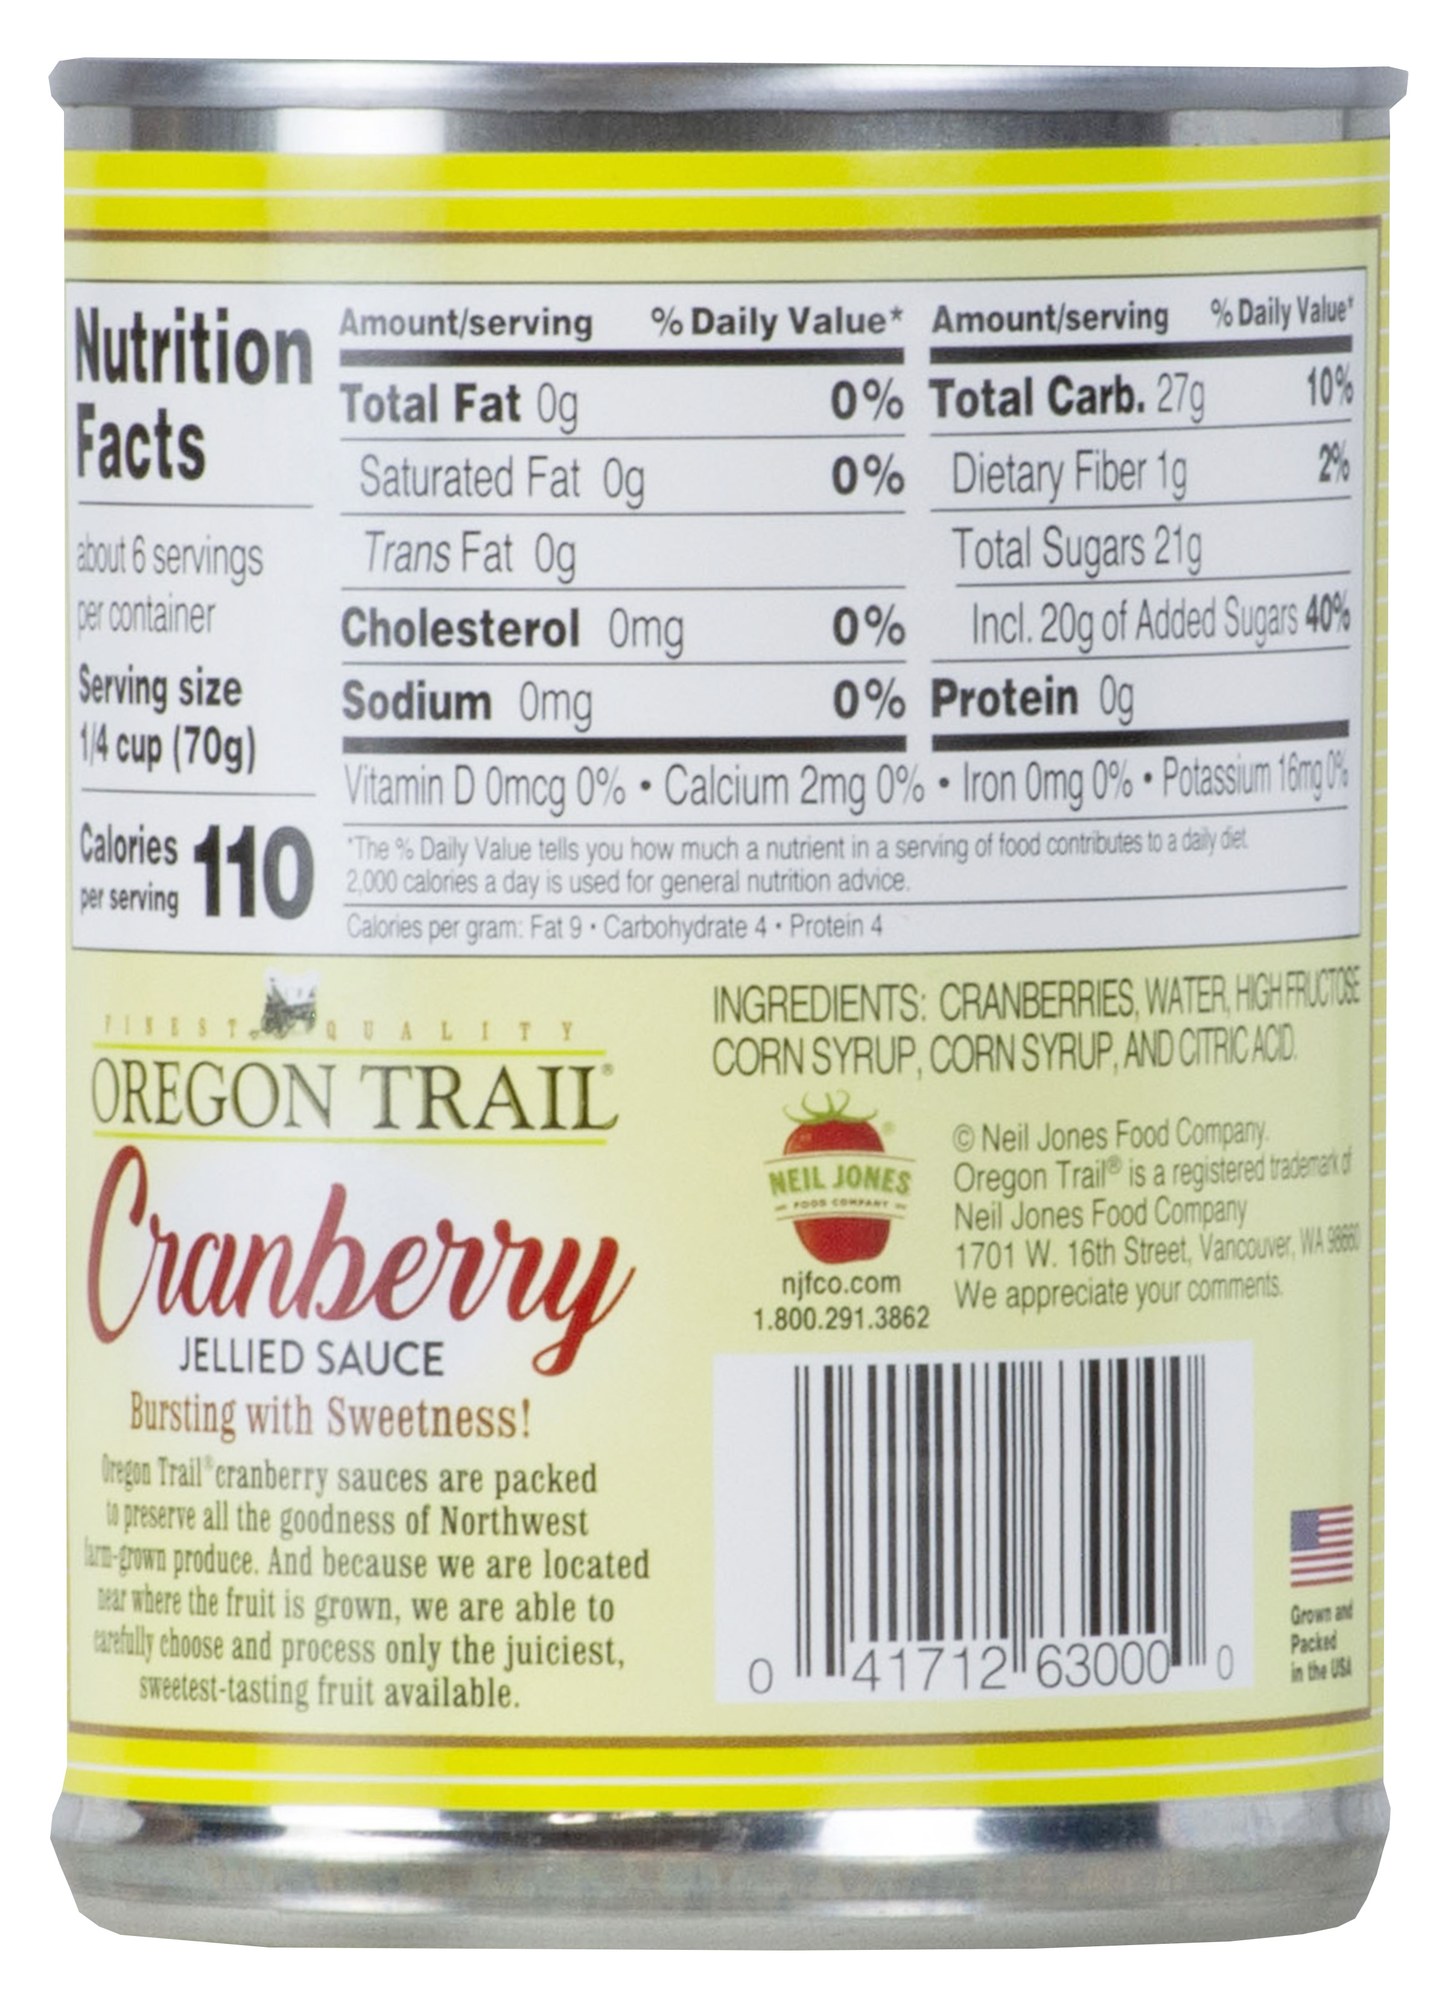 Nutrition
Facts
about 6 servings
per container
Serving size
1/4 cup (70g)
Calories
per serving 110
Amount/serving % Daily Value*
Total Fat 0g 0%
Saturated Fat 0g 0%
Trans Fat 0g
Cholesterol 0mg 0%
Sodium 0mg 0%
Amount/serving % Daily Value*
Total Carb. 27g 10%
Dietary Fiber 1g 2%
Total Sugars 21g
Incl. 20g of Added Sugars 40%
Protein 0g
Vitamin D 0mcg 0% • Calcium 2mg 0% • Iron 0mg 0% • Potassium 16mg 0%
*The % Daily Value tells you how much a nutrient in a serving of food contributes to a daily diet.
2,000 calories a day is used for general nutrition advice.
Calories per gram: Fat 9 • Carbohydrate 4 • Protein 4
FINEST QUALITY
OREGON TRAIL®
Cranberry
JELLIED SAUCE
Bursting with Sweetness!
Oregon Trail® cranberry sauces are packed
to preserve all the goodness of Northwest
farm-grown produce. And because we are located
near where the fruit is grown, we are able to
carefully choose and process only the juiciest,
sweetest-tasting fruit available.
INGREDIENTS: CRANBERRIES, WATER, HIGH FRUCTOSE
CORN SYRUP, CORN SYRUP, AND CITRIC ACID.
NEIL JONES
FOOD COMPANY
®
njfco.com
1.800.291.3862
© Neil Jones Food Company.
Oregon Trail® is a registered trademark of
Neil Jones Food Company
1701 W. 16th Street, Vancouver, WA 98660
We appreciate your comments.
0 41712 63000 0
Grown and
Packed
in the USA